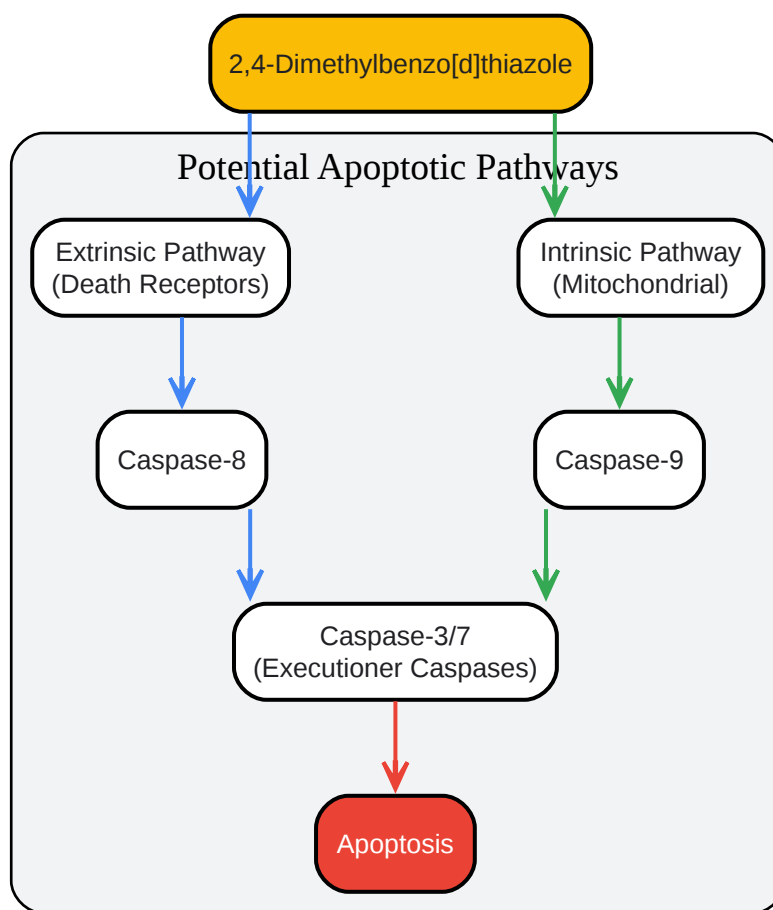 2,4-Dimethylbenzo[d]thiazole
Potential Apoptotic Pathways
Extrinsic Pathway
(Death Receptors)
Intrinsic Pathway
(Mitochondrial)
Caspase-8
Caspase-9
Caspase-3/7
(Executioner Caspases)
Apoptosis